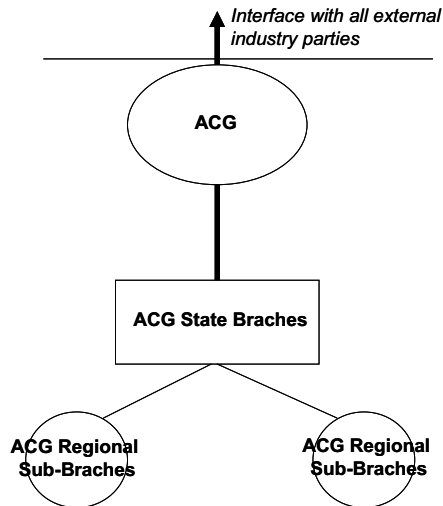 Interface with all external
industry parties
ACG
ACG State Braches
ACG Regional
Sub-Braches
ACG Regional
Sub-Braches